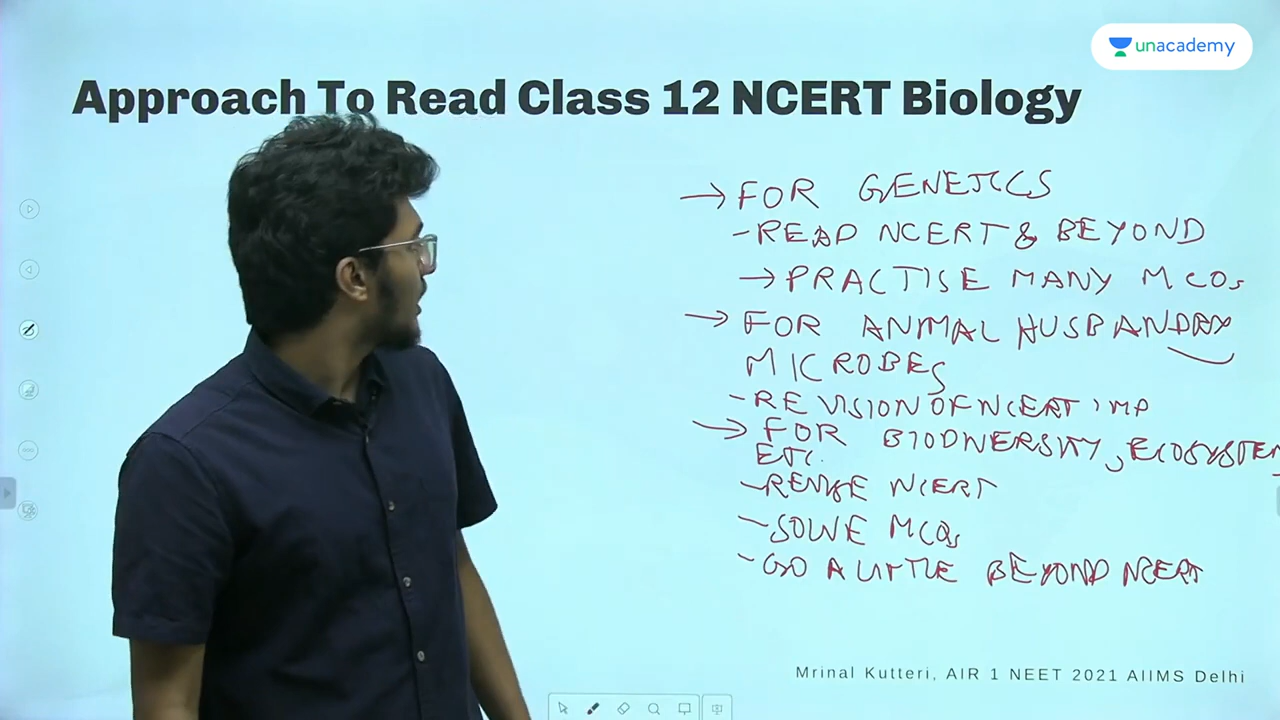 unacademy
Approach To Read Class 12 NCERT Biology
→ FOR GENETICS
- READ NCERT & BEYOND
→ PRACTISE MANY MCQs
→ FOR ANIMAL HUSBANDRY
MICROBES
- REVISION OF NCERT IMP
→ FOR BIODIVERSITY, ECOSYSTEM
ETC.
- REVISE NCERT
- SOLVE MCQs
- GO A LITTLE BEYOND NCERT
Mrinal Kutteri, AIR 1 NEET 2021 AIIMS Delhi